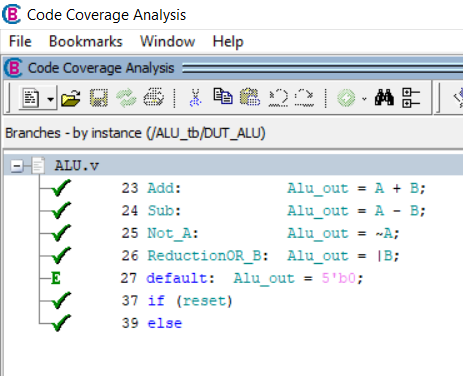 Code Coverage Analysis
File Bookmarks Window Help
Code Coverage Analysis
Branches - by instance (/ALU_tb/DUT_ALU)
ALU.v
23 Add: Alu_out = A + B;
24 Sub: Alu_out = A - B;
25 Not_A: Alu_out = ~A;
26 ReductionOR_B: Alu_out = |B;
E 27 default: Alu_out = 5'b0;
37 if (reset)
39 else